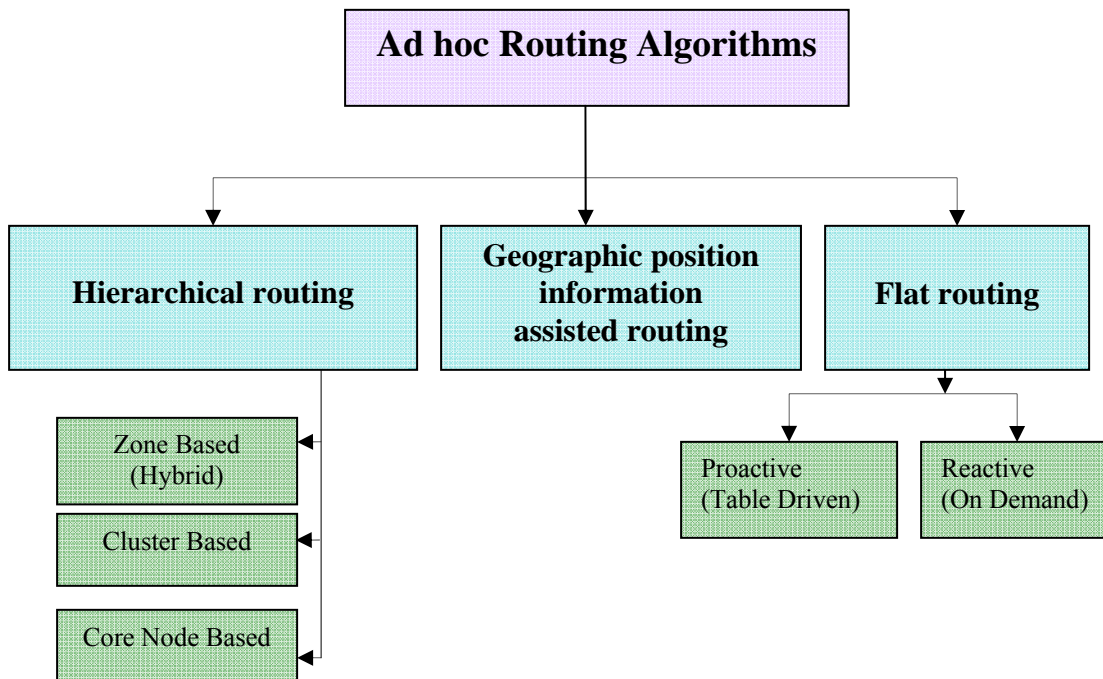 Ad hoc Routing Algorithms
Hierarchical routing
Geographic position
information
assisted routing
Flat routing
Zone Based
(Hybrid)
Cluster Based
Core Node Based
Proactive
(Table Driven)
Reactive
(On Demand)